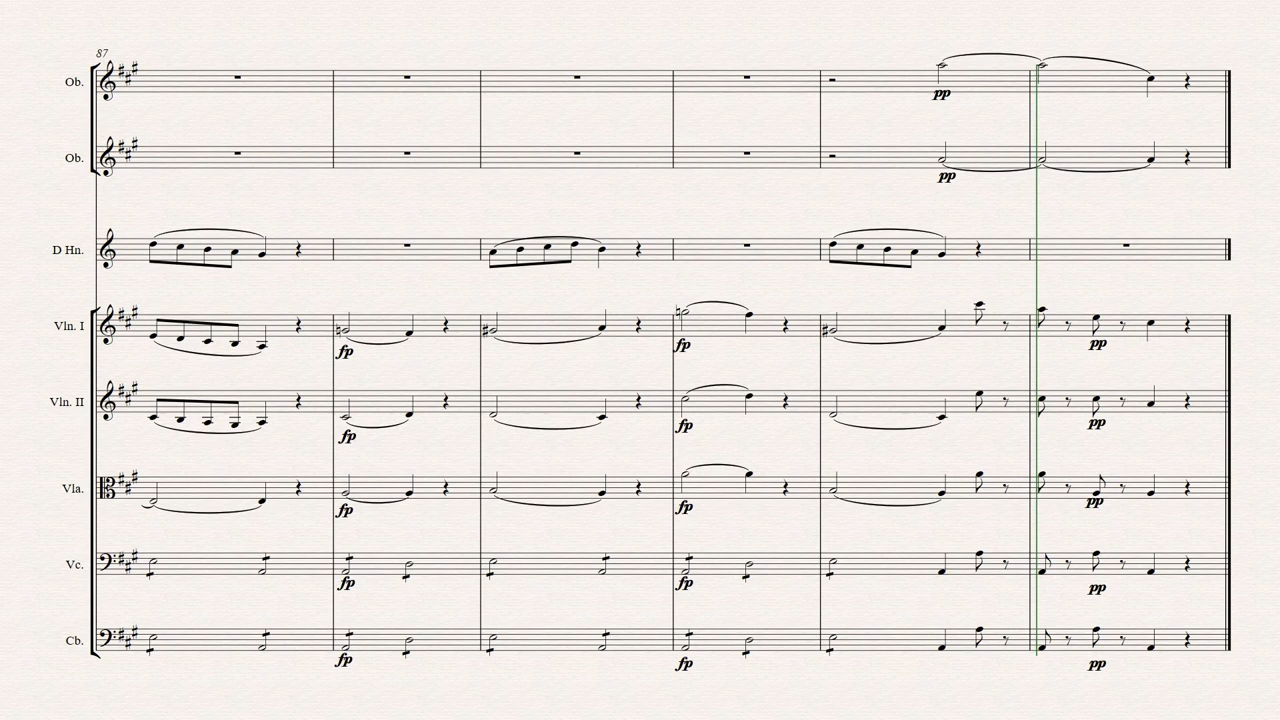 87
Ob.
pp
Ob.
pp
D Hn.
Vln. I
fp fp pp
Vln. II
fp fp pp
Vla.
fp fp pp
Vc.
fp fp pp
Cb.
fp fp pp